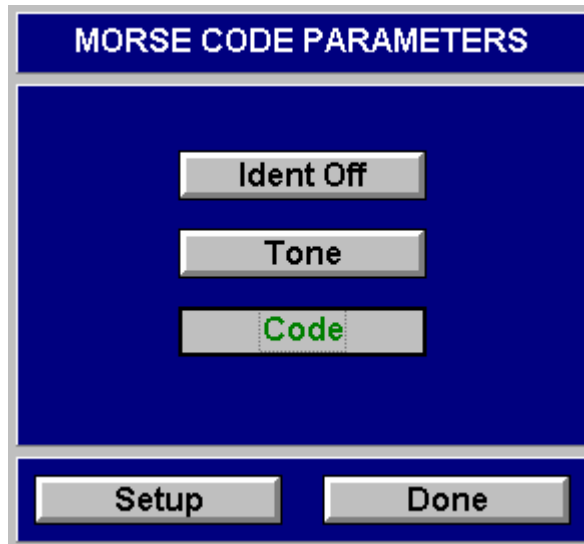 MORSE CODE PARAMETERS
Ident Off
Tone
Code
Setup Done